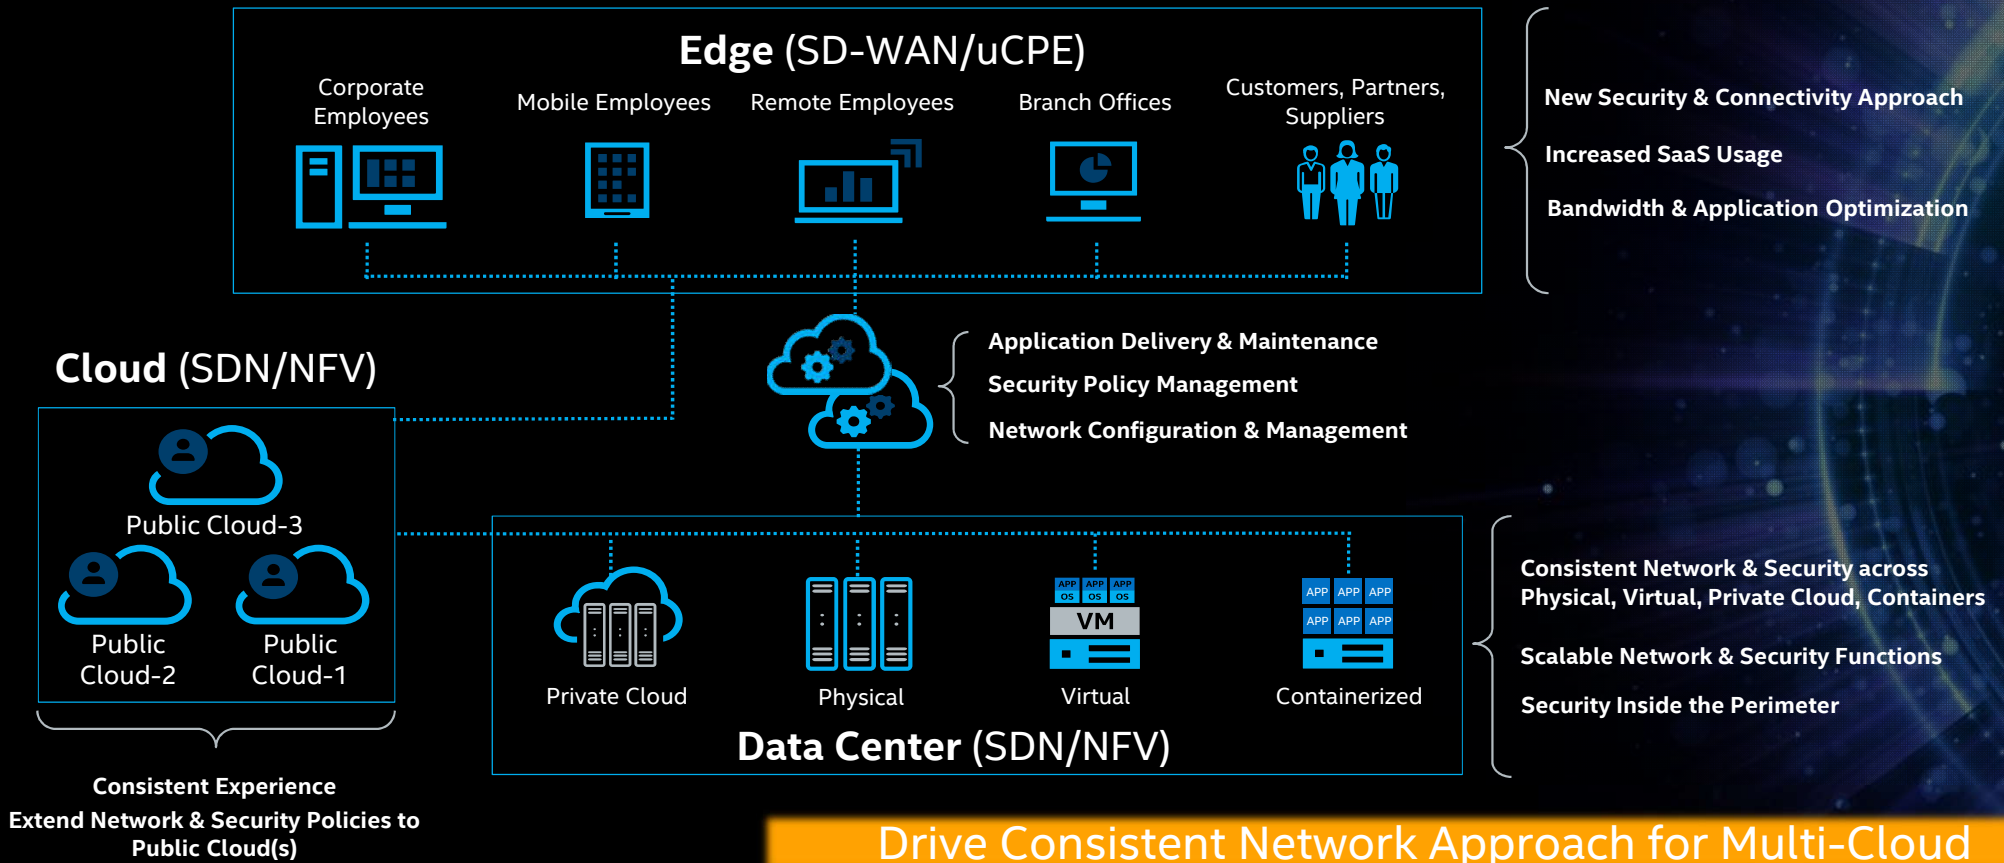 Edge (SD-WAN/uCPE)
Corporate
Employees
Mobile Employees
Remote Employees
Branch Offices
Customers, Partners,
Suppliers
New Security & Connectivity Approach
Increased SaaS Usage
Bandwidth & Application Optimization
Application Delivery & Maintenance
Security Policy Management
Network Configuration & Management
Cloud (SDN/NFV)
Public Cloud-3
Public
Cloud-2
Public
Cloud-1
Consistent Experience
Extend Network & Security Policies to
Public Cloud(s)
APP APP APP
OS OS OS
VM
APP APP APP
APP APP APP
Private Cloud
Physical
Virtual
Containerized
Data Center (SDN/NFV)
Consistent Network & Security across
Physical, Virtual, Private Cloud, Containers
Scalable Network & Security Functions
Security Inside the Perimeter
Drive Consistent Network Approach for Multi-Cloud